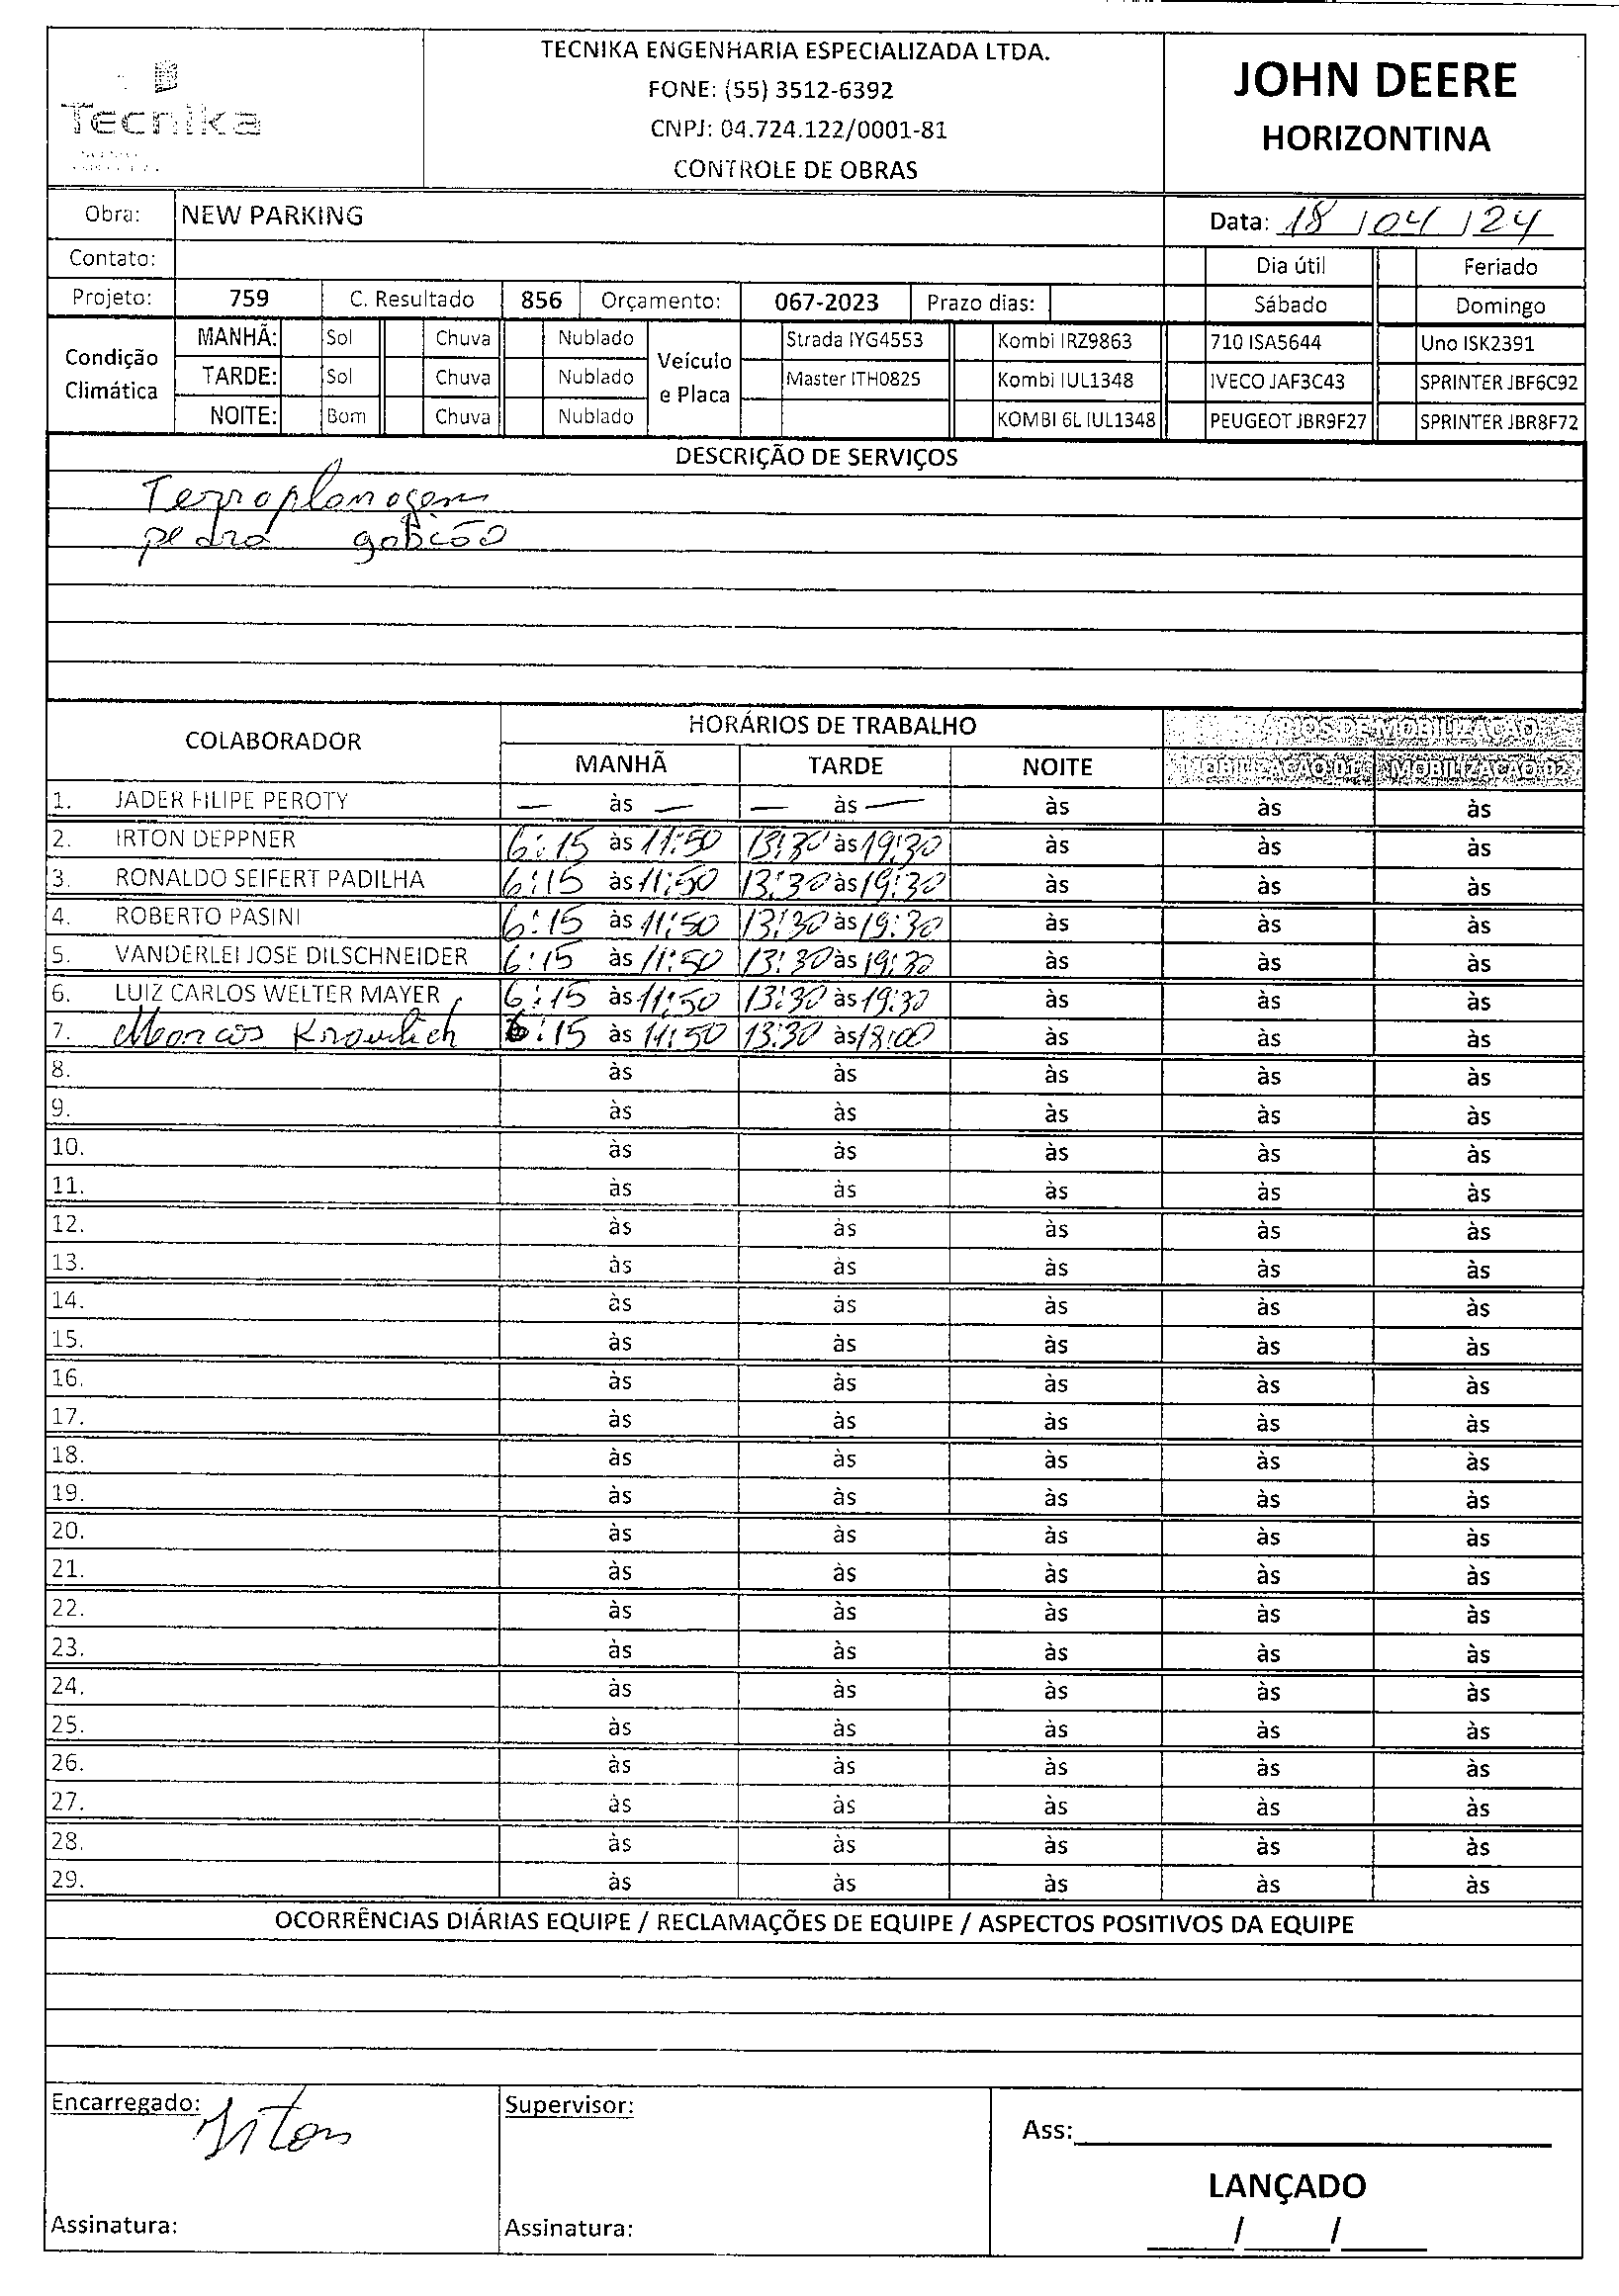 Tecnika
TECNIKA ENGENHARIA ESPECIALIZADA LTDA.
FONE: (55) 3512-6392
CNPJ: 04.724.122/0001-81
CONTROLE DE OBRAS
JOHN DEERE
HORIZONTINA
Obra: NEW PARKING Data: 18/04/24
Contato: Dia útil Feriado
Projeto: 759 C. Resultado 856 Orçamento: 067-2023 Prazo dias: Sábado Domingo
Condição Climática Veículo e Placa
MANHÃ: Sol Chuva Nublado Strada IYG4553 Kombi IRZ9863 710 ISA5644 Uno ISK2391
TARDE: Sol Chuva Nublado Master ITH0825 Kombi IUL1348 IVECO JAF3C43 SPRINTER JBF6C92
NOITE: Bom Chuva Nublado KOMBI 6L IUL1348 PEUGEOT JBR9F27 SPRINTER JBR8F72
DESCRIÇÃO DE SERVIÇOS
Terraplanagem
pedra gabião
COLABORADOR HORÁRIOS DE TRABALHO DE MOBILIZAÇÃO
MANHÃ TARDE NOITE MOBILIZAÇÃO 01 MOBILIZAÇÃO 02
1. JADER FILIPE PEROTY — às — — às — às às às
2. IRTON DEPPNER 6:15 às 11:50 13:30 às 19:30 às às às
3. RONALDO SEIFERT PADILHA 6:15 às 11:50 13:30 às 19:30 às às às
4. ROBERTO PASINI 6:15 às 11:50 13:30 às 19:30 às às às
5. VANDERLEI JOSE DILSCHNEIDER 6:15 às 11:50 13:30 às 19:30 às às às
6. LUIZ CARLOS WELTER MAYER 6:15 às 11:50 13:30 às 19:30 às às às
7. Marcos 6:15 às 11:50 13:30 às 18:00 às às às
8. às às às às às
9. às às às às às
10. às às às às às
11. às às às às às
12. às às às às às
13. às às às às às
14. às às às às às
15. às às às às às
16. às às às às às
17. às às às às às
18. às às às às às
19. às às às às às
20. às às às às às
21. às às às às às
22. às às às às às
23. às às às às às
24. às às às às às
25. às às às às às
26. às às às às às
27. às às às às às
28. às às às às às
29. às às às às às
OCORRÊNCIAS DIÁRIAS EQUIPE / RECLAMAÇÕES DE EQUIPE / ASPECTOS POSITIVOS DA EQUIPE
Encarregado: Irton Supervisor:
Ass:
LANÇADO
Assinatura: Assinatura: / /